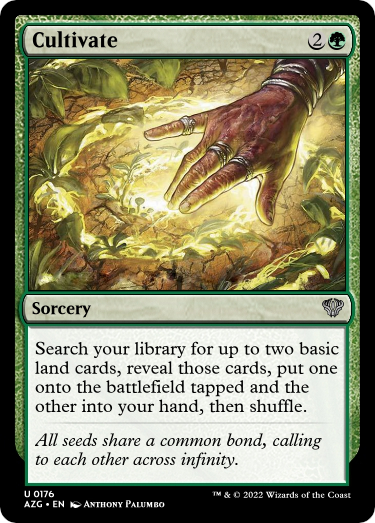 Cultivate 2
Sorcery
Search your library for up to two basic
land cards, reveal those cards, put one
onto the battlefield tapped and the
other into your hand, then shuffle.
All seeds share a common bond, calling
to each other across infinity.
U 0176
AZG • EN Anthony Palumbo
™ & © 2022 Wizards of the Coast